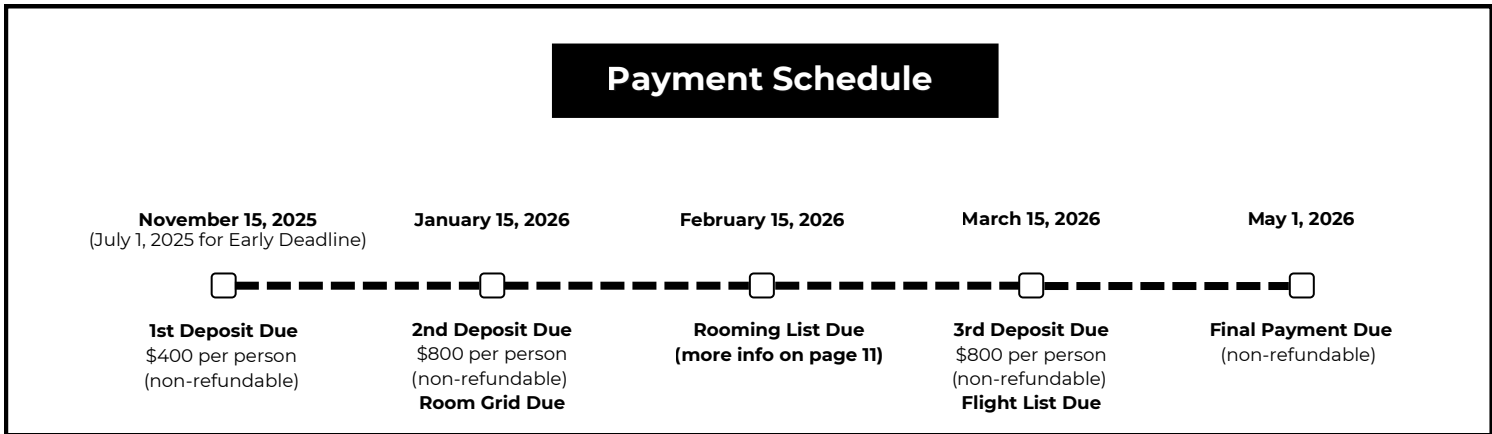 Payment Schedule
November 15, 2025
(July 1, 2025 for Early Deadline)
1st Deposit Due
$400 per person
(non-refundable)
January 15, 2026
2nd Deposit Due
$800 per person
(non-refundable)
Room Grid Due
February 15, 2026
Rooming List Due
(more info on page 11)
March 15, 2026
3rd Deposit Due
$800 per person
(non-refundable)
Flight List Due
May 1, 2026
Final Payment Due
(non-refundable)